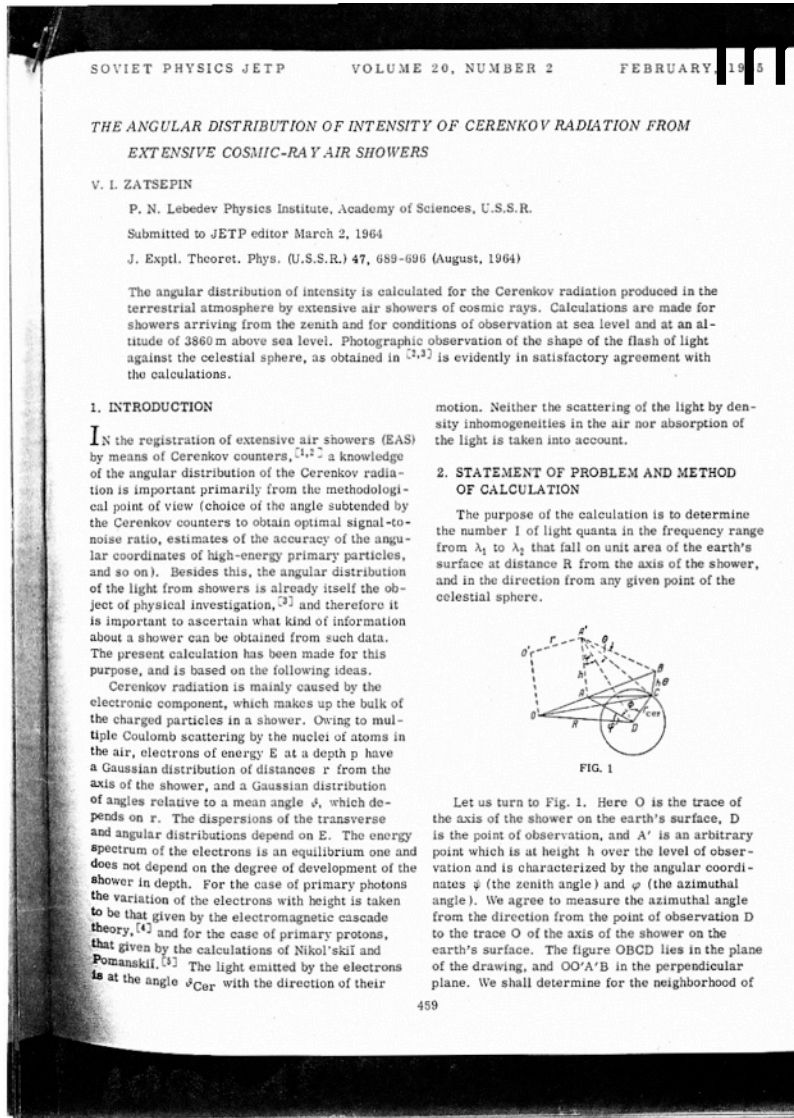 SOVIET PHYSICS JETP VOLUME 20, NUMBER 2 FEBRUARY, 19 5
THE ANGULAR DISTRIBUTION OF INTENSITY OF CERENKOV RADIATION FROM
EXTENSIVE COSMIC-RAY AIR SHOWERS
V. I. ZATSEPIN
P. N. Lebedev Physics Institute, Academy of Sciences, U.S.S.R.
Submitted to JETP editor March 2, 1964
J. Exptl. Theoret. Phys. (U.S.S.R.) 47, 689-696 (August, 1964)
The angular distribution of intensity is calculated for the Cerenkov radiation produced in the
terrestrial atmosphere by extensive air showers of cosmic rays. Calculations are made for
showers arriving from the zenith and for conditions of observation at sea level and at an al-
titude of 3860 m above sea level. Photographic observation of the shape of the flash of light
against the celestial sphere, as obtained in [2,3] is evidently in satisfactory agreement with
the calculations.
1. INTRODUCTION
IN the registration of extensive air showers (EAS)
by means of Cerenkov counters,[1,2] a knowledge
of the angular distribution of the Cerenkov radia-
tion is important primarily from the methodologi-
cal point of view (choice of the angle subtended by
the Cerenkov counters to obtain optimal signal-to-
noise ratio, estimates of the accuracy of the angu-
lar coordinates of high-energy primary particles,
and so on). Besides this, the angular distribution
of the light from showers is already itself the ob-
ject of physical investigation,[3] and therefore it
is important to ascertain what kind of information
about a shower can be obtained from such data.
The present calculation has been made for this
purpose, and is based on the following ideas.
Cerenkov radiation is mainly caused by the
electronic component, which makes up the bulk of
the charged particles in a shower. Owing to mul-
tiple Coulomb scattering by the nuclei of atoms in
the air, electrons of energy E at a depth p have
a Gaussian distribution of distances r from the
axis of the shower, and a Gaussian distribution
of angles relative to a mean angle ϑ, which de-
pends on r. The dispersions of the transverse
and angular distributions depend on E. The energy
spectrum of the electrons is an equilibrium one and
does not depend on the degree of development of the
shower in depth. For the case of primary photons
the variation of the electrons with height is taken
to be that given by the electromagnetic cascade
theory,[4] and for the case of primary protons,
that given by the calculations of Nikol'skiĭ and
Pomanskiĭ.[5] The light emitted by the electrons
is at the angle ϑCer with the direction of their
motion. Neither the scattering of the light by den-
sity inhomogeneities in the air nor absorption of
the light is taken into account.
2. STATEMENT OF PROBLEM AND METHOD
OF CALCULATION
The purpose of the calculation is to determine
the number I of light quanta in the frequency range
from λ1 to λ2 that fall on unit area of the earth's
surface at distance R from the axis of the shower,
and in the direction from any given point of the
celestial sphere.
A'
O' r
B
h hθ
A C
rcer
O R φ D
FIG. 1
Let us turn to Fig. 1. Here O is the trace of
the axis of the shower on the earth's surface, D
is the point of observation, and A' is an arbitrary
point which is at height h over the level of obser-
vation and is characterized by the angular coordi-
nates ψ (the zenith angle) and φ (the azimuthal
angle). We agree to measure the azimuthal angle
from the direction from the point of observation D
to the trace O of the axis of the shower on the
earth's surface. The figure OBCD lies in the plane
of the drawing, and OO'A'B in the perpendicular
plane. We shall determine for the neighborhood of
459